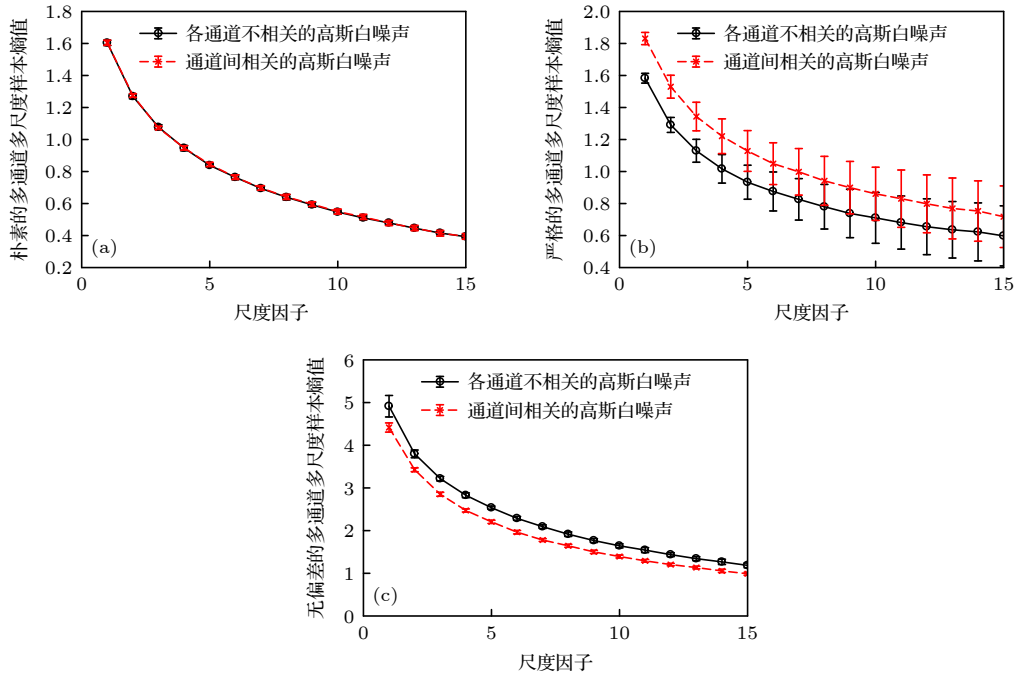 1.8
1.6
1.4
1.2
1.0
0.8
0.6
0.4
0.2
0
5
10
15
朴素的多通道多尺度样本熵值
各通道不相关的高斯白噪声
通道间相关的高斯白噪声
(a)
尺度因子
2.0
1.8
1.6
1.4
1.2
1.0
0.8
0.6
0.4
0
5
10
15
严格的多通道多尺度样本熵值
各通道不相关的高斯白噪声
通道间相关的高斯白噪声
(b)
尺度因子
6
5
4
3
2
1
0
0
5
10
15
无偏差的多通道多尺度样本熵值
各通道不相关的高斯白噪声
通道间相关的高斯白噪声
(c)
尺度因子